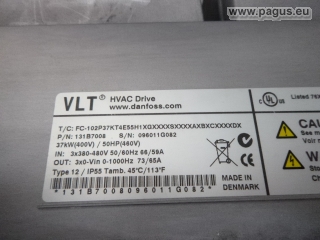 www.pagus.eu
VLT® HVAC Drive
www.danfoss.com
T/C: FC-102P37KT4E55H1XGXXXXSXXXXAXBXCXXXXDX
P/N: 131B7008 S/N: 096011G082
37kW(400V) / 50HP(460V)
IN: 3x380-480V 50/60Hz 66/59A
OUT: 3x0-Vin 0-1000Hz 73/65A
Type 12 / IP55 Tamb. 45°C/113°F
*131B7008096011G082*
MADE IN
DENMARK
CE
Listed 76X